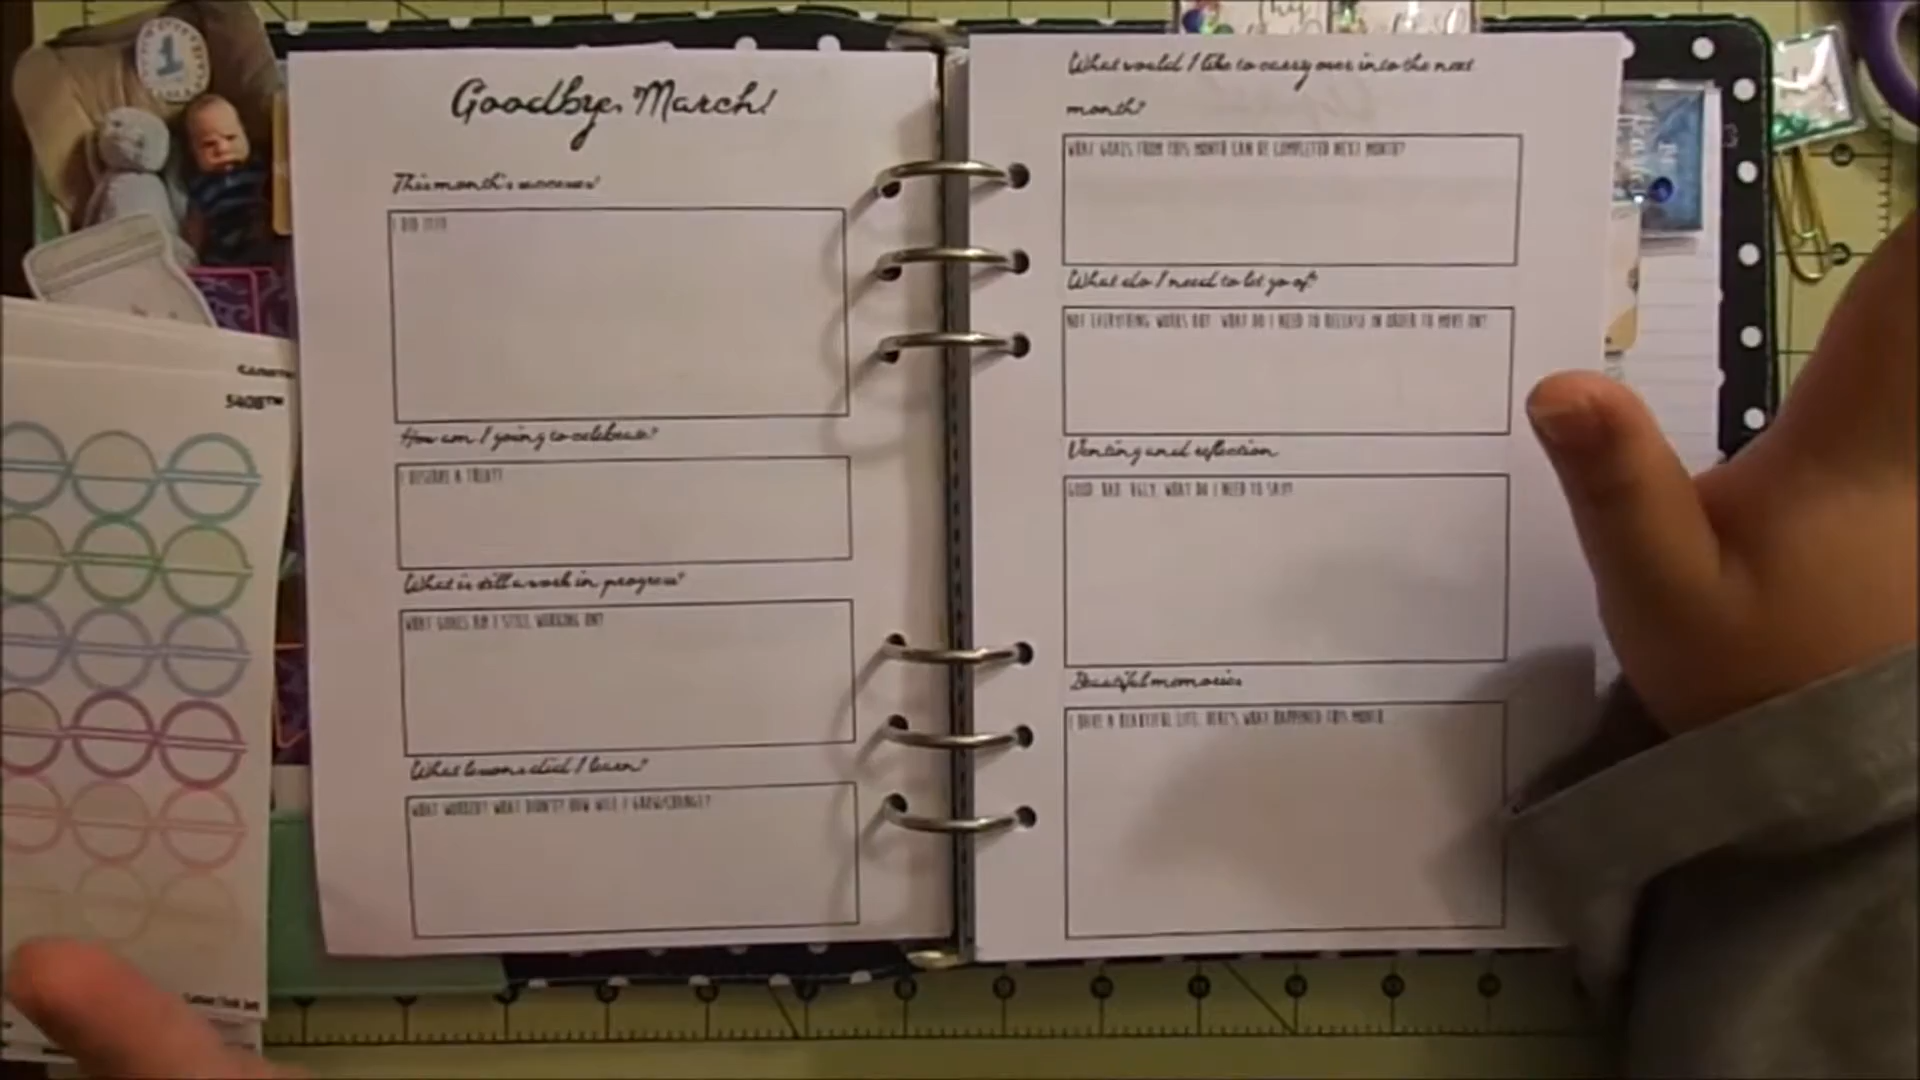 Goodbye, March!
This month's success!
I DID IT!!!
How am I going to celebrate?
I DESERVE A TREAT!
What is still a work in progress?
WHAT GOALS AM I STILL WORKING ON?
What lessons did I learn?
WHAT WORKED? WHAT DIDN'T? HOW WILL I GROW/CHANGE?
What would I like to carry over into the next
month?
WHAT GOALS FROM THIS MONTH CAN BE COMPLETED NEXT MONTH?
What do I need to let go of?
NOT EVERYTHING WORKS OUT. WHAT DO I NEED TO RELEASE IN ORDER TO MOVE ON?
Venting and reflection
GOOD. BAD. UGLY. WHAT DO I NEED TO SAY?
Beautiful memories
I HAVE A BEAUTIFUL LIFE. HERE'S WHAT HAPPENED THIS MONTH.
5408™
1